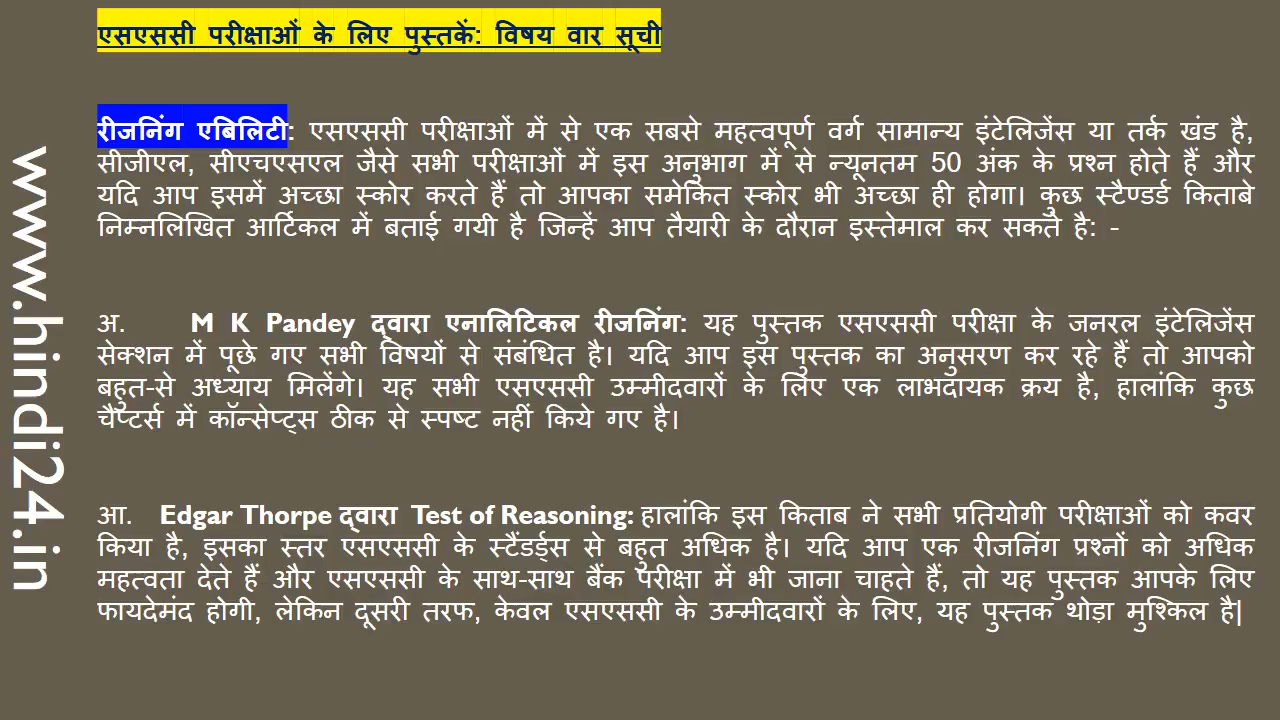 एसएससी परीक्षाओं के लिए पुस्तकें: विषय वार सूची
रीजनिंग एबिलिटी: एसएससी परीक्षाओं में से एक सबसे महत्वपूर्ण वर्ग सामान्य इंटेलिजेंस या तर्क खंड है,
सीजीएल, सीएचएसएल जैसे सभी परीक्षाओं में इस अनुभाग में से न्यूनतम 50 अंक के प्रश्न होते हैं और
यदि आप इसमें अच्छा स्कोर करते हैं तो आपका समेकित स्कोर भी अच्छा ही होगा। कुछ स्टैण्डर्ड किताबे
निम्नलिखित आर्टिकल में बताई गयी है जिन्हें आप तैयारी के दौरान इस्तेमाल कर सकते है: -
अ. M K Pandey द्वारा एनालिटिकल रीजनिंग: यह पुस्तक एसएससी परीक्षा के जनरल इंटेलिजेंस
सेक्शन में पूछे गए सभी विषयों से संबंधित है। यदि आप इस पुस्तक का अनुसरण कर रहे हैं तो आपको
बहुत-से अध्याय मिलेंगे। यह सभी एसएससी उम्मीदवारों के लिए एक लाभदायक क्रय है, हालांकि कुछ
चैप्टर्स में कॉन्सेप्ट्स ठीक से स्पष्ट नहीं किये गए है।
आ. Edgar Thorpe द्वारा Test of Reasoning: हालांकि इस किताब ने सभी प्रतियोगी परीक्षाओं को कवर
किया है, इसका स्तर एसएससी के स्टैंडर्ड्स से बहुत अधिक है। यदि आप एक रीजनिंग प्रश्नों को अधिक
महत्वता देते हैं और एसएससी के साथ-साथ बैंक परीक्षा में भी जाना चाहते हैं, तो यह पुस्तक आपके लिए
फायदेमंद होगी, लेकिन दूसरी तरफ, केवल एसएससी के उम्मीदवारों के लिए, यह पुस्तक थोड़ा मुश्किल है|
www.hindi24.in